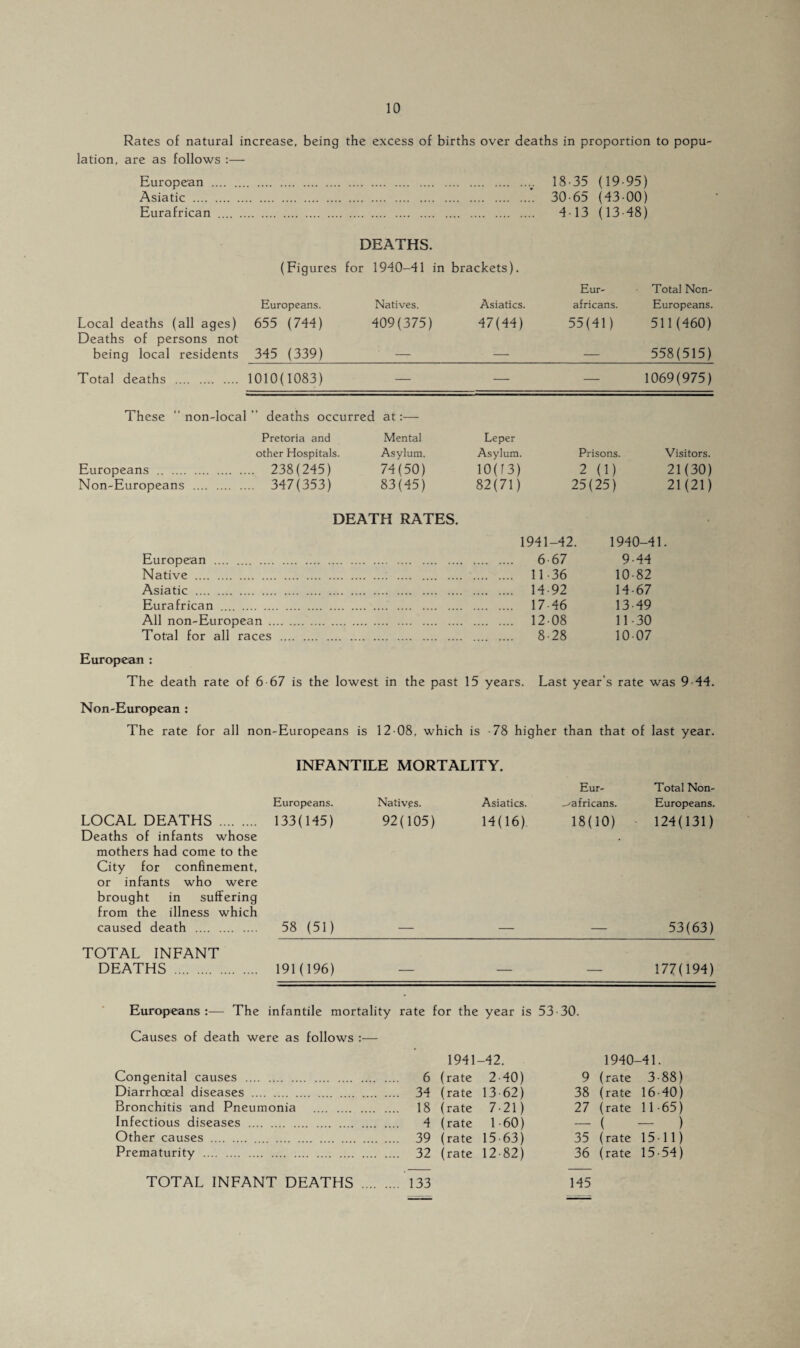 10
Rates of natural increase, being the excess of births over deaths in proportion to popu-
lation, are as follows :—
European .... .... .... .... .... .... .... .... .... .... .... .... .... 18·35 (19·95)
Asiatic .... .... .... .... .... .... .... .... .... .... .... .... .... 30·65 (43·00)
Eurafrican .... .... .... .... .... .... .... .... .... .... .... .... 4·13 (13·48)
DEATHS.
(Figures for 1940–41 in brackets).
Eur- Total Non-
Europeans. Natives. Asiatics. africans. Europeans.
Local deaths (all ages) 655 (744) 409(375) 47(44) 55(41) 511(460)
Deaths of persons not
being local residents 345 (339) — — — 558(515)
Total deaths .... .... .... 1010(1083) — — — 1069(975)
These " non-local " deaths occurred at :—
Pretoria and Mental Leper
other Hospitals. Asylum. Asylum. Prisons. Visitors.
Europeans .. .... .... .... .... 238(245) 74(50) 10(13) 2 (1) 21(30)
Non-Europeans .... .... .... 347(353) 83(45) 82(71) 25(25) 21(21)
DEATH RATES.
1941–42. 1940–41.
European .... .... .... .... .... .... .... .... .... .... .... 6·67 9·44
Native .... .... .... .... .... .... .... .... .... .... .... 11·36 10·82
Asiatic .... .... .... .... .... .... .... .... .... .... .... 14·92 14·67
Eurafrican .... .... .... .... .... .... .... .... .... .... 17·46 13·49
All non-European .... .... .... .... .... .... .... .... .... 12·08 11·30
Total for all races .... .... .... .... .... .... .... .... .... 8·28 10·07
European :
The death rate of 6·67 is the lowest in the past 15 years. Last year's rate was 9·44.
Non-European :
The rate for all non-Europeans is 12·08, which is ·78 higher than that of last year.
INFANTILE MORTALITY.
Eur- Total Non-
Europeans. Natives. Asiatics. africans. Europeans.
LOCAL DEATHS .... .... 133(145) 92(105) 14(16) 18(10) 124(131)
Deaths of infants whose
mothers had come to the
City for confinement,
or infants who were
brought in suffering
from the illness which
caused death .... .... .... 58 (51) — — — 53(63)
TOTAL INFANT
DEATHS .... .... .... .... 191(196) — — — 177(194)
Europeans :— The infantile mortality rate for the year is 53·30.
Causes of death were as follows :—
1941–42. 1940–41.
Congenital causes .... .... .... .... .... .... .... 6 (rate 2·40) 9 (rate 3·88)
Diarrhœal diseases .... .... .... .... .... .... .... 34 (rate 13·62) 38 (rate 16·40)
Bronchitis and Pneumonia .... .... .... .... .... 18 (rate 7·21) 27 (rate 11·65)
Infectious diseases .... .... .... .... .... .... .... 4 (rate 1·60) — ( — )
Other causes .... .... .... .... .... .... .... .... 39 (rate 15·63) 35 (rate 15·11)
Prematurity .... .... .... .... .... .... .... .... 32 (rate 12·82) 36 (rate 15·54)
TOTAL INFANT DEATHS .... .... 133 145